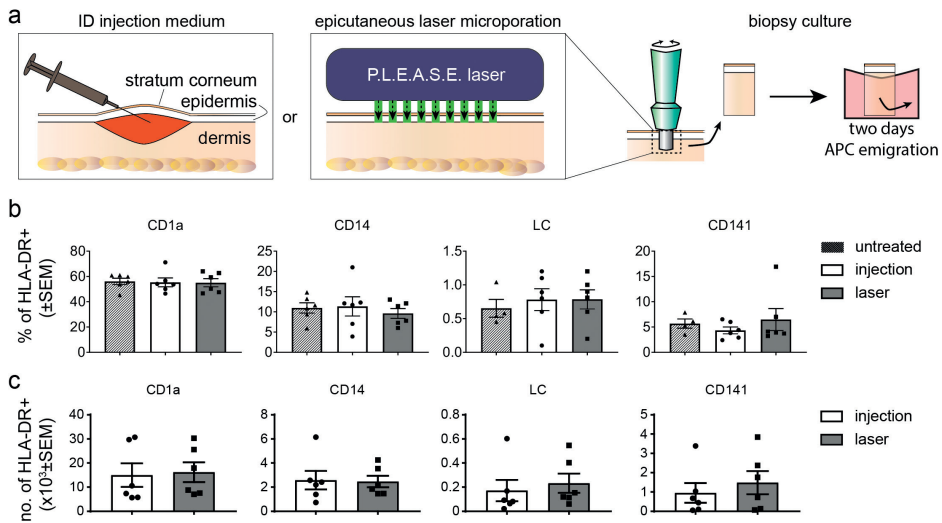 a
ID injection medium
stratum corneum
epidermis
dermis
or
epicutaneous laser microporation
P.L.E.A.S.E. laser
biopsy culture
two days
APC emigration
b
% of HLA-DR+
(±SEM)
CD1a
80
60
40
20
0
CD14
25
20
15
10
5
0
LC
1.5
1.0
0.5
0.0
CD141
20
15
10
5
0
untreated
injection
laser
c
no. of HLA-DR+
(x10³±SEM)
CD1a
40
30
20
10
0
CD14
8
6
4
2
0
LC
0.8
0.6
0.4
0.2
0
CD141
5
4
3
2
1
0
injection
laser